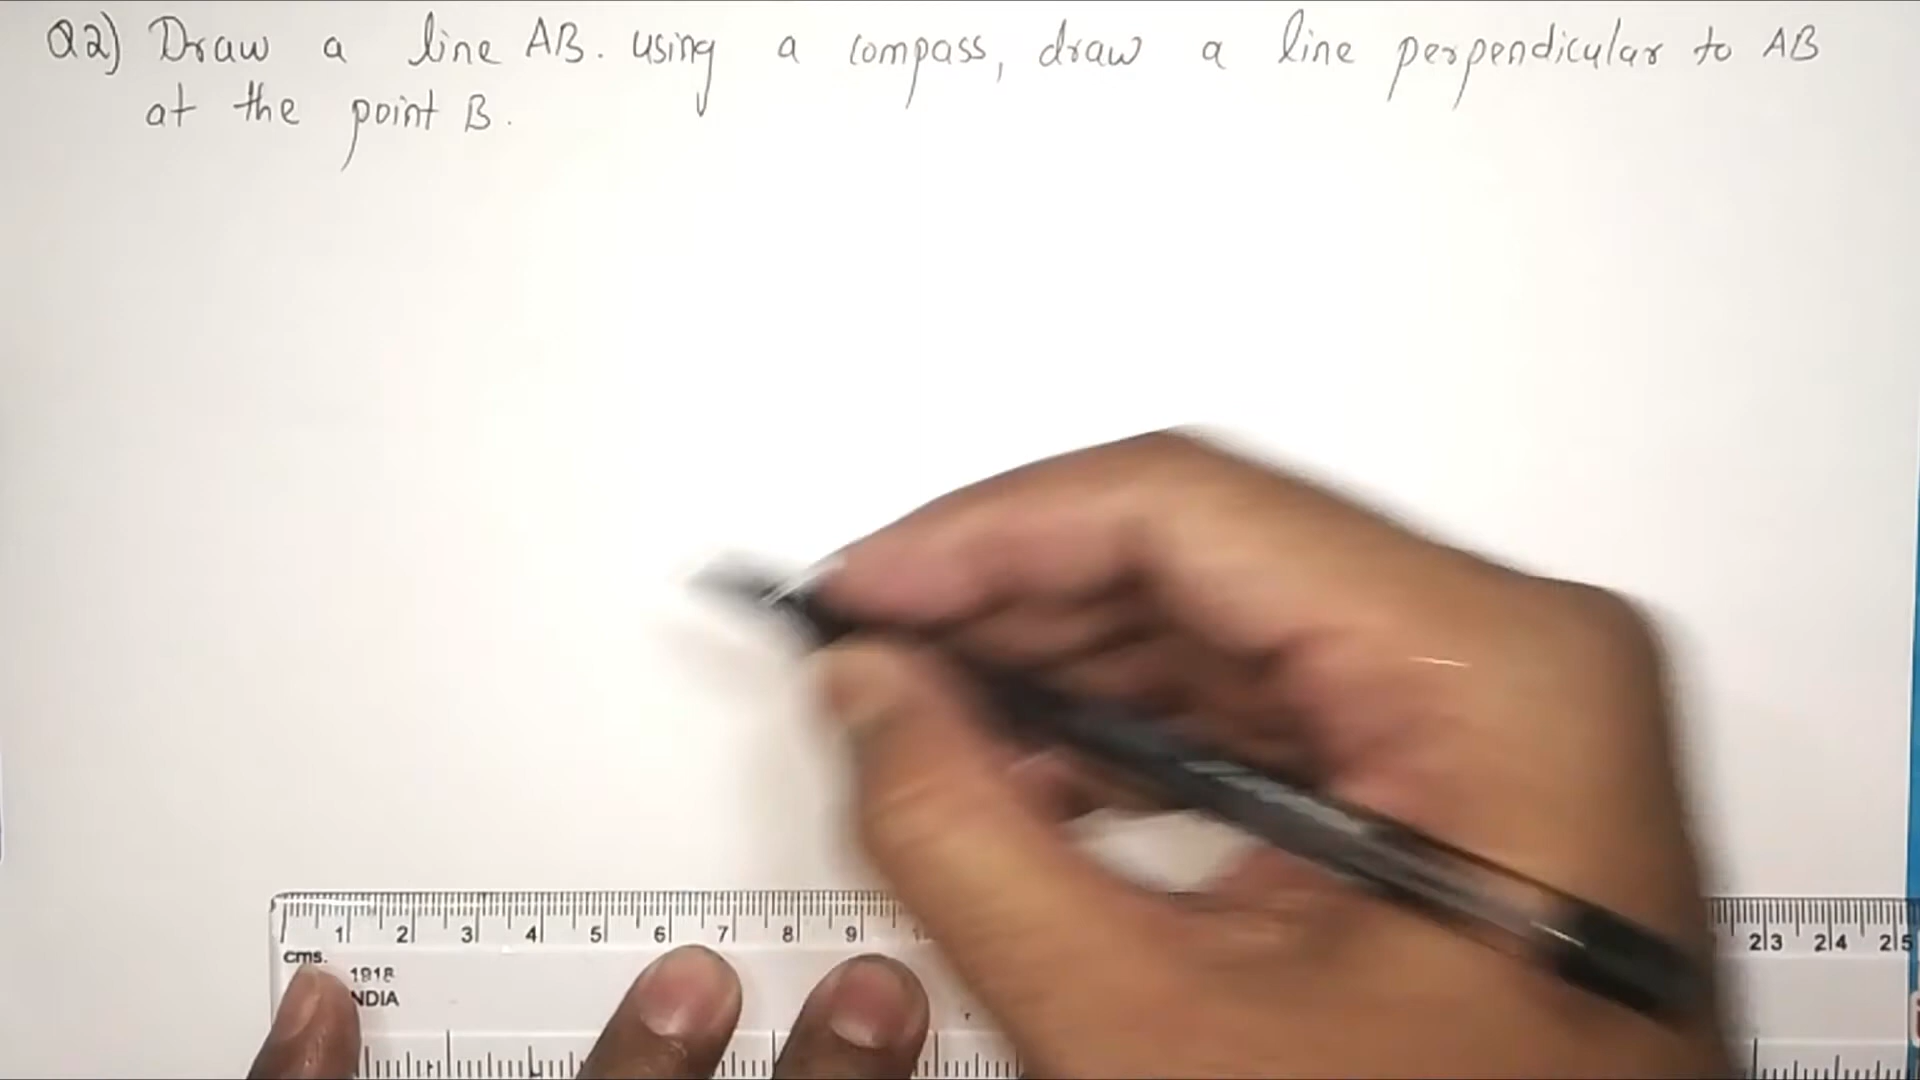 Q2) Draw a line AB. using a compass, draw a line perpendicular to AB
at the point B.
1 2 3 4 5 6 7 8 9 23 24 25
cms.
1918
NDIA